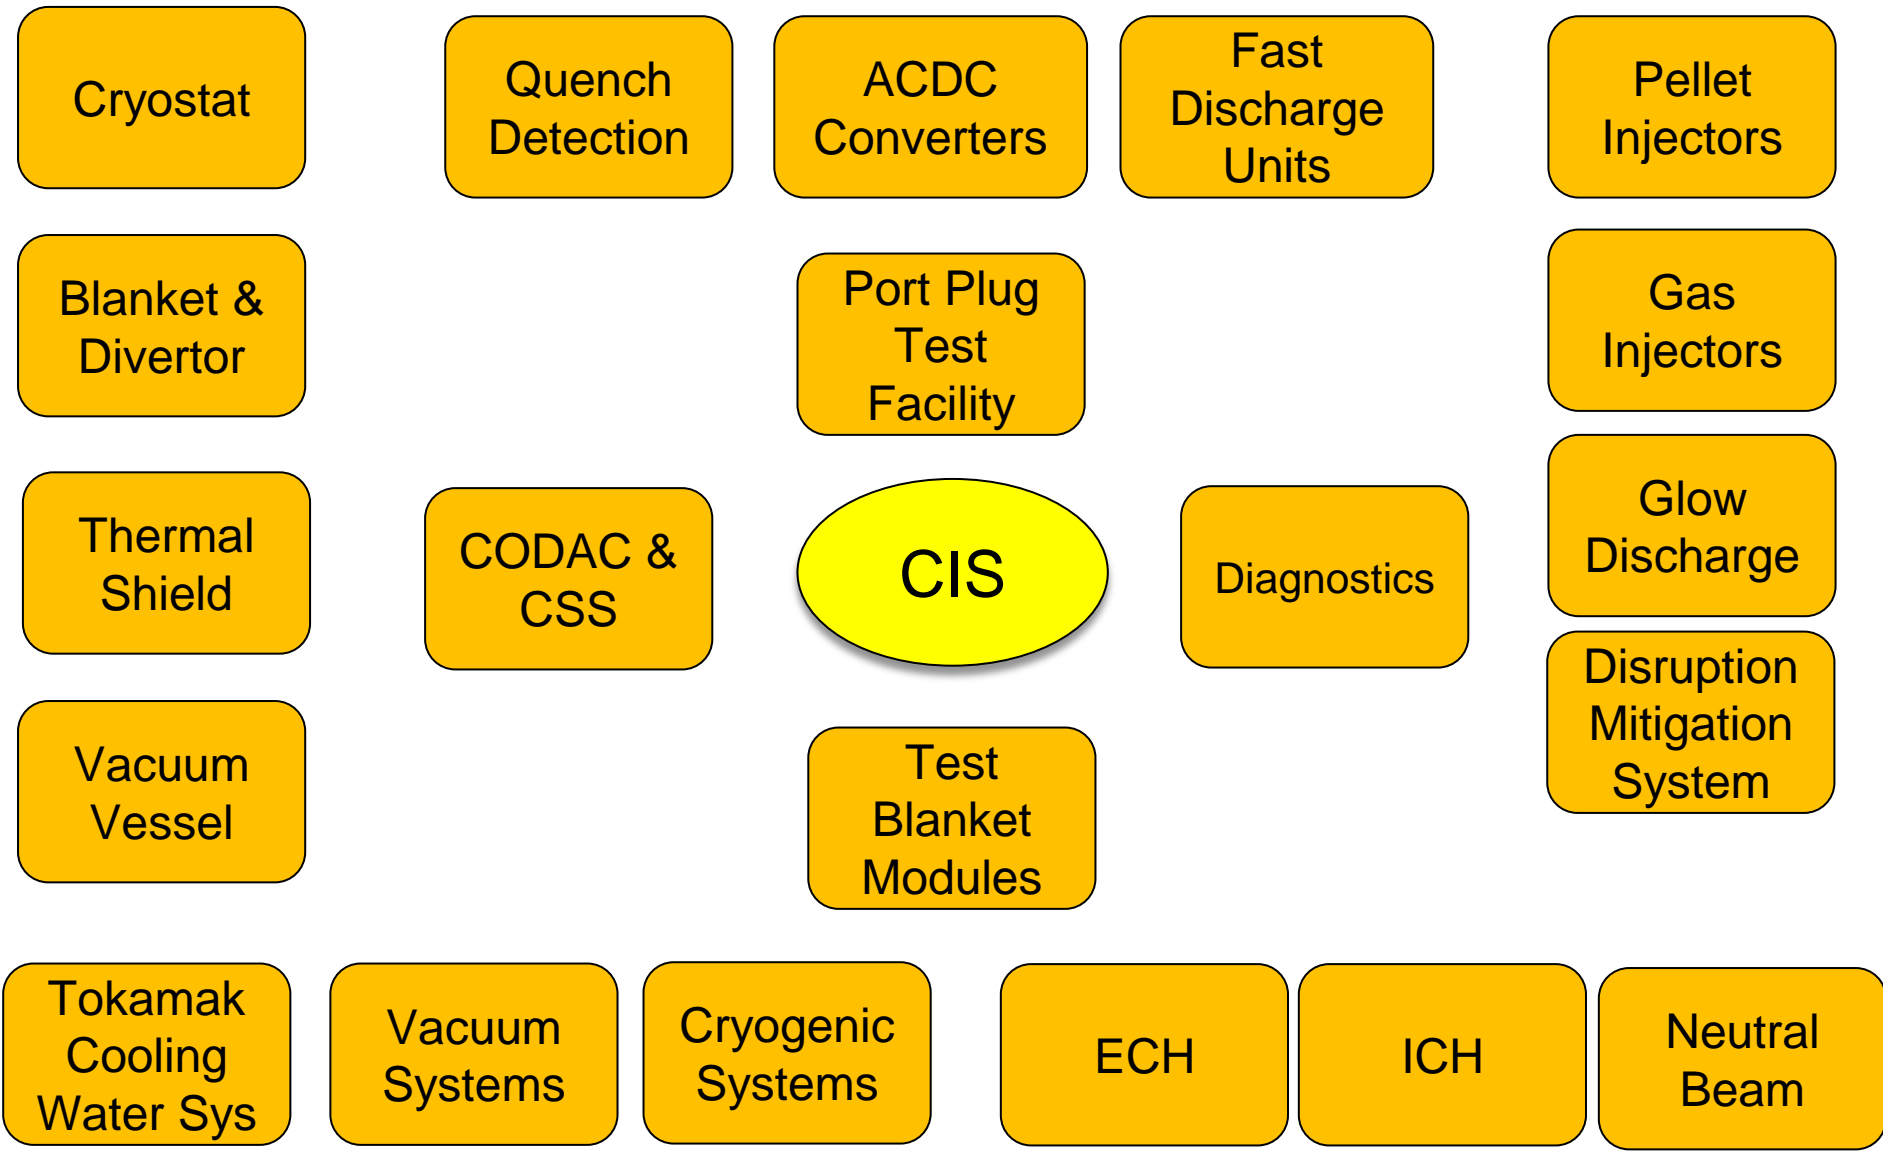 Cryostat
Quench
Detection
ACDC
Converters
Fast
Discharge
Units
Pellet
Injectors
Blanket &
Divertor
Port Plug
Test
Facility
Gas
Injectors
Thermal
Shield
CODAC &
CSS
CIS
Diagnostics
Glow
Discharge
Disruption
Mitigation
System
Vacuum
Vessel
Test
Blanket
Modules
Tokamak
Cooling
Water Sys
Vacuum
Systems
Cryogenic
Systems
ECH
ICH
Neutral
Beam